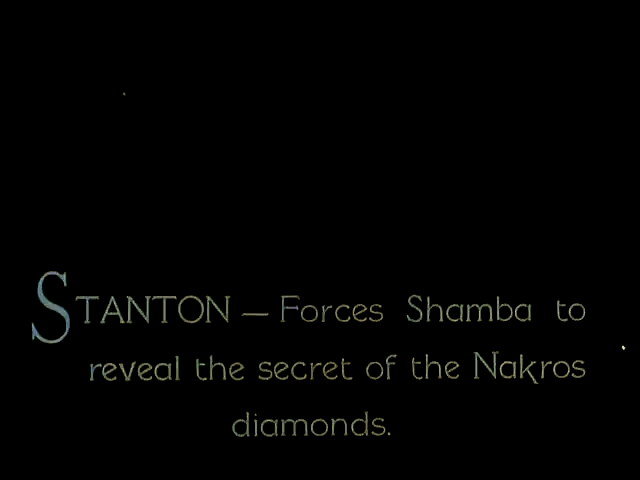 STANTON — Forces Shamba to
reveal the secret of the Nakros
diamonds.